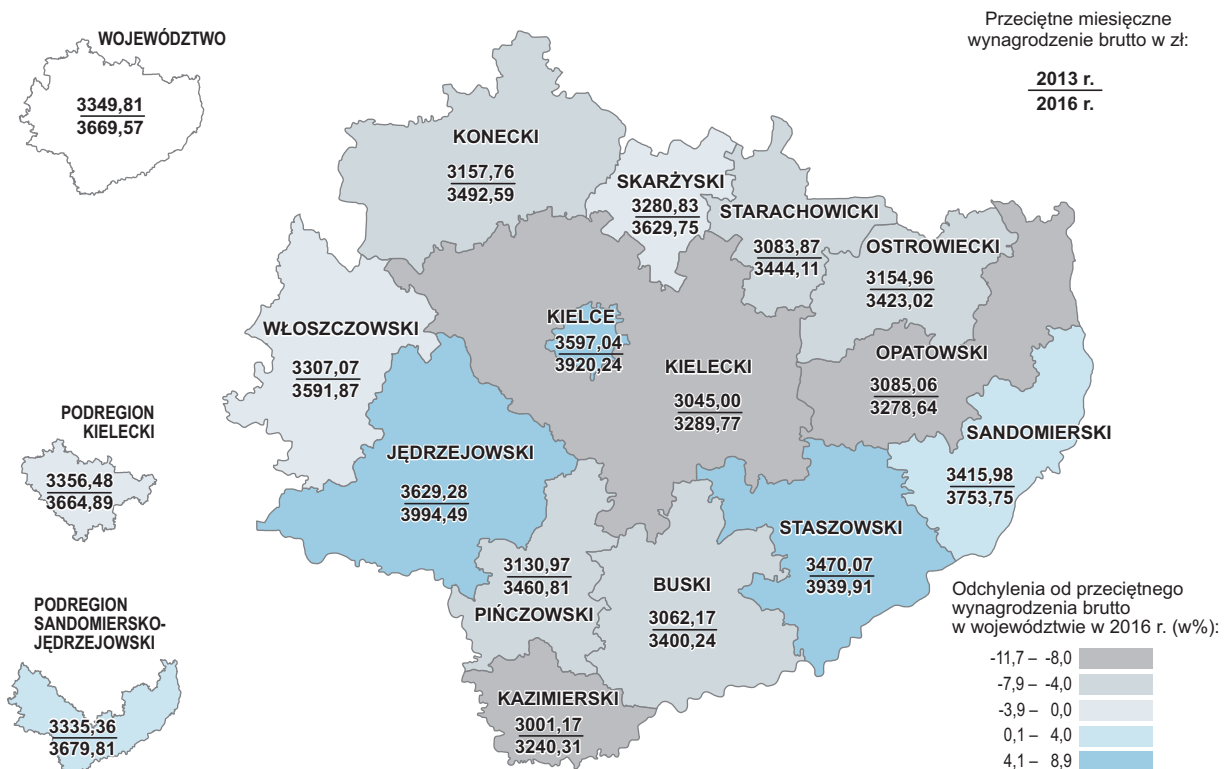 WOJEWÓDZTWO
3349,81
3669,57
Przeciętne miesięczne
wynagrodzenie brutto w zł:
2013 r.
2016 r.
KONECKI
3157,76
3492,59
SKARŻYSKI
3280,83
3629,75
STARACHOWICKI
3083,87
3444,11
OSTROWIECKI
3154,96
3423,02
WŁOSZCZOWSKI
3307,07
3591,87
KIELCE
3597,04
3920,24
KIELECKI
3045,00
3289,77
OPATOWSKI
3085,06
3278,64
SANDOMIERSKI
3415,98
3753,75
PODREGION
KIELECKI
3356,48
3664,89
JĘDRZEJOWSKI
3629,28
3994,49
STASZOWSKI
3470,07
3939,91
3130,97
3460,81
PIŃCZOWSKI
BUSKI
3062,17
3400,24
KAZIMIERSKI
3001,17
3240,31
PODREGION
SANDOMIERSKO-
JĘDRZEJOWSKI
3335,36
3679,81
Odchylenia od przeciętnego
wynagrodzenia brutto
w województwie w 2016 r. (w%):
-11,7 – -8,0
-7,9 – -4,0
-3,9 – 0,0
0,1 – 4,0
4,1 – 8,9